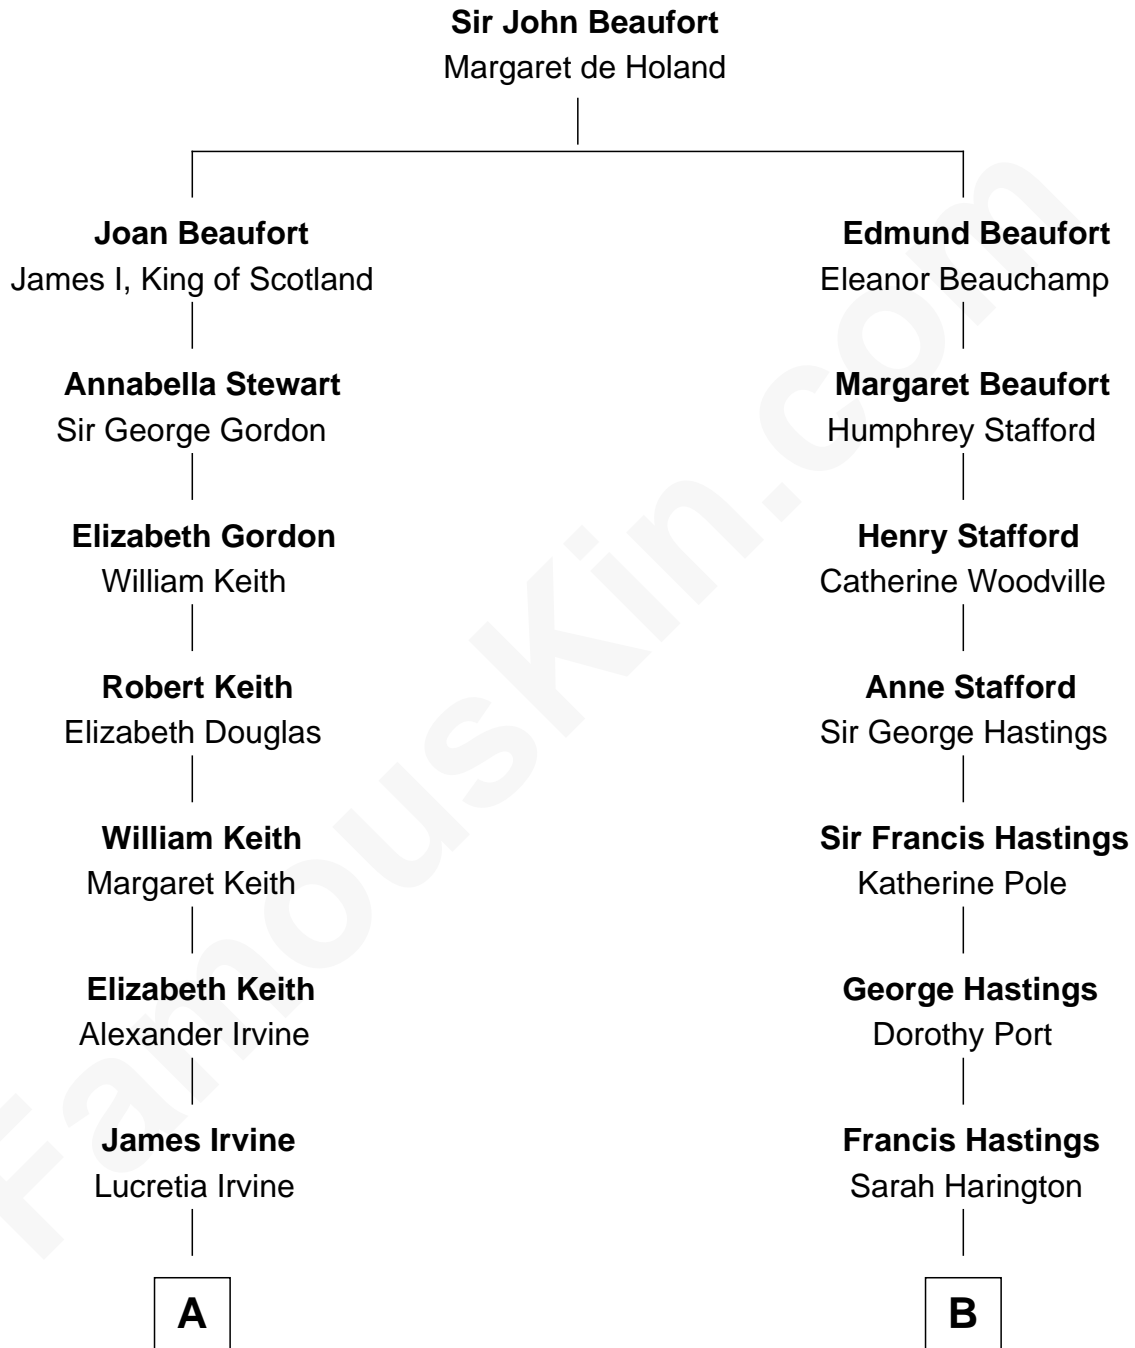 Sir John Beaufort
Margaret de Holand
Joan Beaufort
James I, King of Scotland
Edmund Beaufort
Eleanor Beauchamp
Annabella Stewart
Sir George Gordon
Margaret Beaufort
Humphrey Stafford
Elizabeth Gordon
William Keith
Henry Stafford
Catherine Woodville
Robert Keith
Elizabeth Douglas
Anne Stafford
Sir George Hastings
William Keith
Margaret Keith
Sir Francis Hastings
Katherine Pole
Elizabeth Keith
Alexander Irvine
George Hastings
Dorothy Port
James Irvine
Lucretia Irvine
Francis Hastings
Sarah Harington
A
B
FamousKin.com